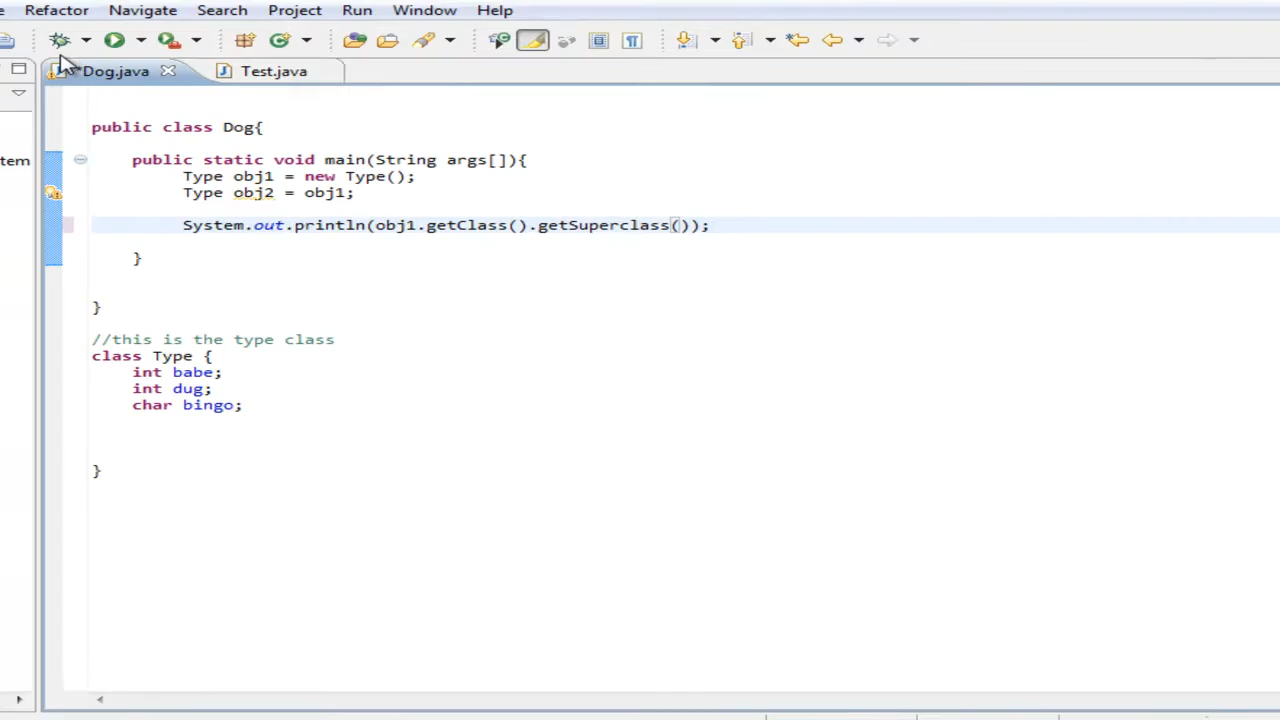 e Refactor Navigate Search Project Run Window Help
*Dog.java Test.java
tem
public class Dog{
public static void main(String args[]){
Type obj1 = new Type();
Type obj2 = obj1;
System.out.println(obj1.getClass().getSuperclass());
}
}
//this is the type class
class Type {
int babe;
int dug;
char bingo;
}